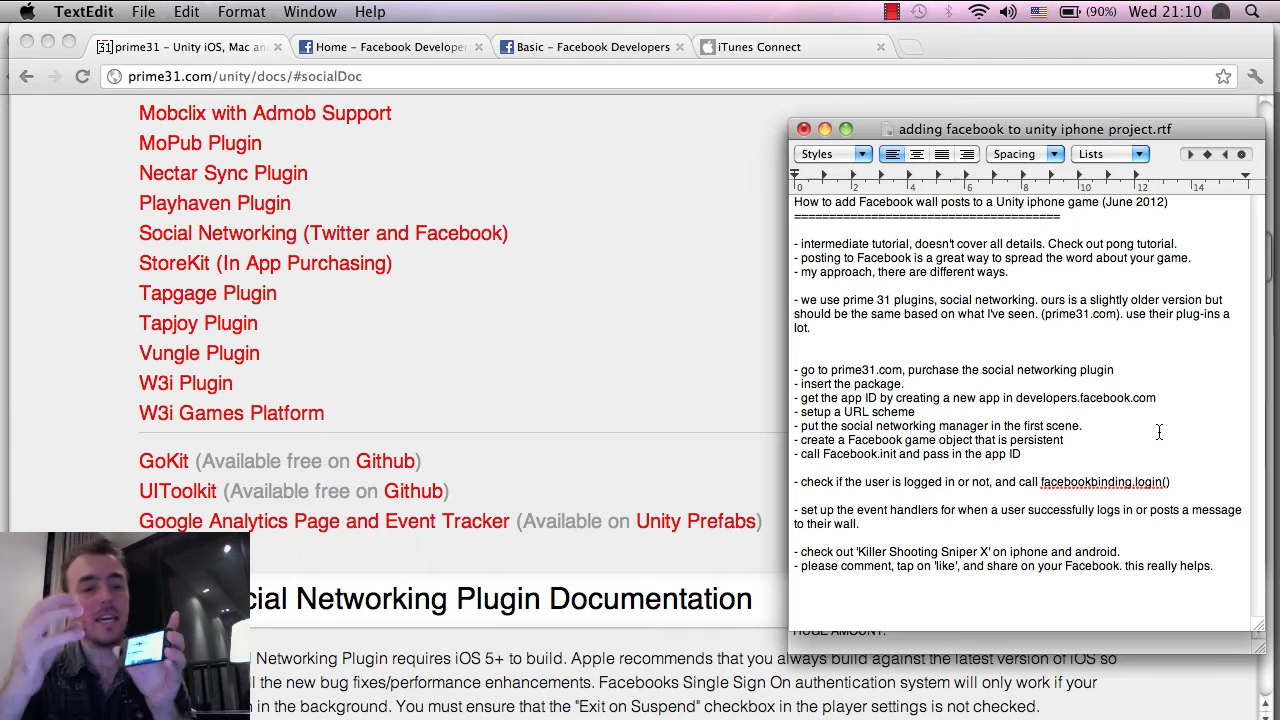 TextEdit File Edit Format Window Help (90%) Wed 21:10
prime31 – Unity iOS, Mac an
Home – Facebook Developer
Basic – Facebook Developers
iTunes Connect
prime31.com/unity/docs/#socialDoc
Mobclix with Admob Support
MoPub Plugin
Nectar Sync Plugin
Playhaven Plugin
Social Networking (Twitter and Facebook)
StoreKit (In App Purchasing)
Tapgage Plugin
Tapjoy Plugin
Vungle Plugin
W3i Plugin
W3i Games Platform
GoKit (Available free on Github)
UIToolkit (Available free on Github)
Google Analytics Page and Event Tracker (Available on Unity Prefabs)
cial Networking Plugin Documentation
Networking Plugin requires iOS 5+ to build. Apple recommends that you always build against the latest version of iOS so
ll the new bug fixes/performance enhancements. Facebooks Single Sign On authentication system will only work if your
n in the background. You must ensure that the "Exit on Suspend" checkbox in the player settings is not checked.
adding facebook to unity iphone project.rtf
Styles Spacing Lists
0 2 4 6 8 10 12 14
How to add Facebook wall posts to a Unity iphone game (June 2012)
======================================
- intermediate tutorial, doesn't cover all details. Check out pong tutorial.
- posting to Facebook is a great way to spread the word about your game.
- my approach, there are different ways.
- we use prime 31 plugins, social networking. ours is a slightly older version but
should be the same based on what I've seen. (prime31.com). use their plug-ins a
lot.
- go to prime31.com, purchase the social networking plugin
- insert the package.
- get the app ID by creating a new app in developers.facebook.com
- setup a URL scheme
- put the social networking manager in the first scene.
- create a Facebook game object that is persistent
- call Facebook.init and pass in the app ID
- check if the user is logged in or not, and call facebookbinding.login()
- set up the event handlers for when a user successfully logs in or posts a message
to their wall.
- check out 'Killer Shooting Sniper X' on iphone and android.
- please comment, tap on 'like', and share on your Facebook. this really helps.
HUGE AMOUNT.